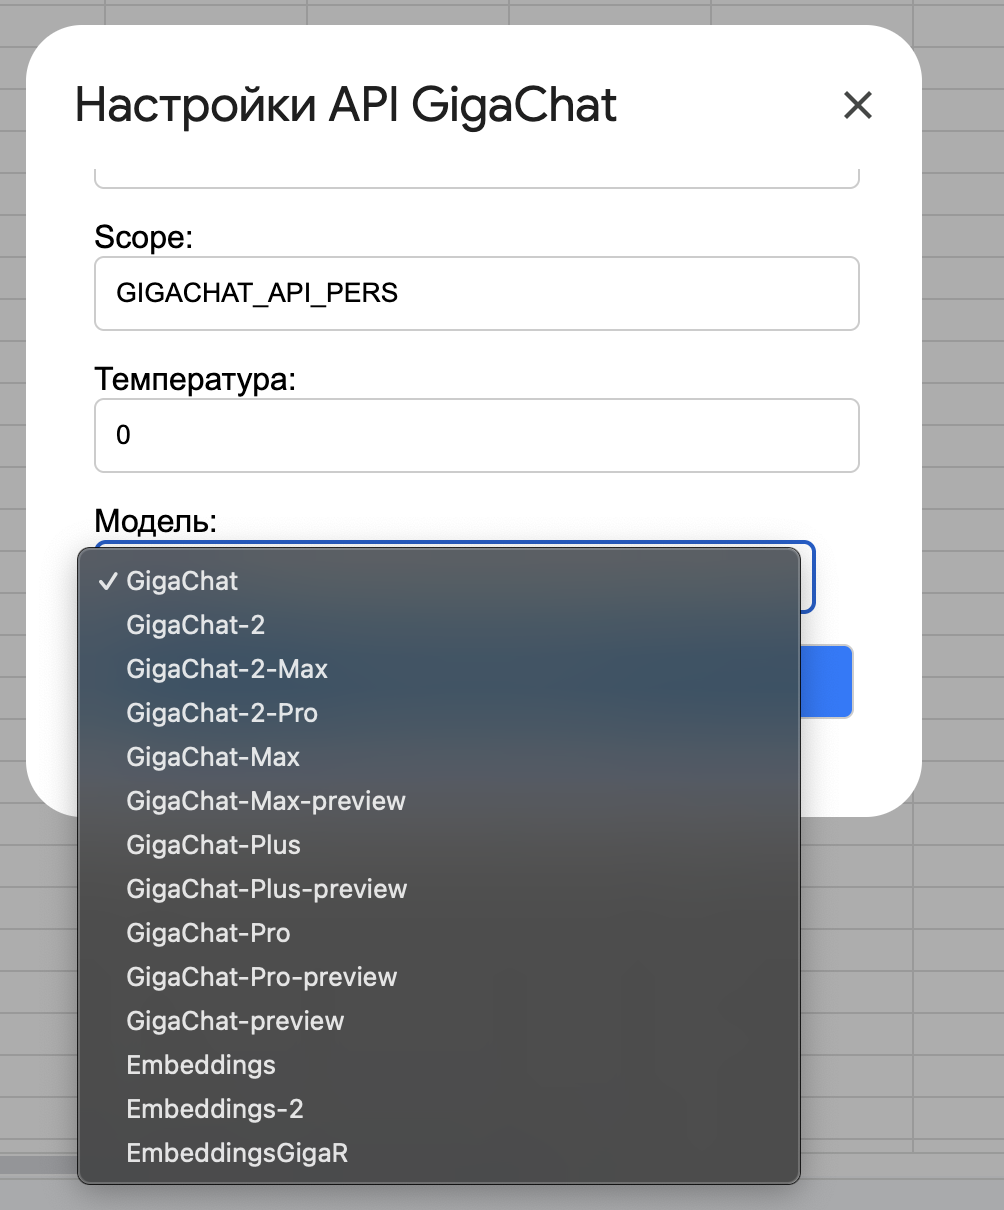 Настройки API GigaChat
Scope:
GIGACHAT_API_PERS
Температура:
0
Модель:
✓ GigaChat
GigaChat-2
GigaChat-2-Max
GigaChat-2-Pro
GigaChat-Max
GigaChat-Max-preview
GigaChat-Plus
GigaChat-Plus-preview
GigaChat-Pro
GigaChat-Pro-preview
GigaChat-preview
Embeddings
Embeddings-2
EmbeddingsGigaR